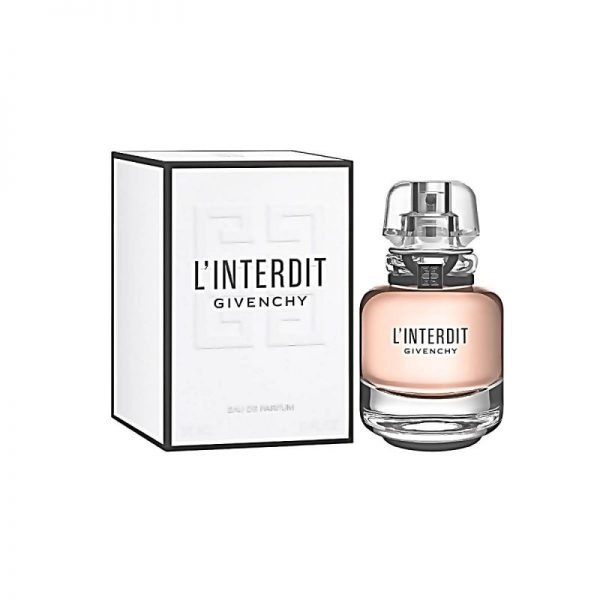 L'INTERDIT
GIVENCHY
EAU DE PARFUM
L'INTERDIT
GIVENCHY